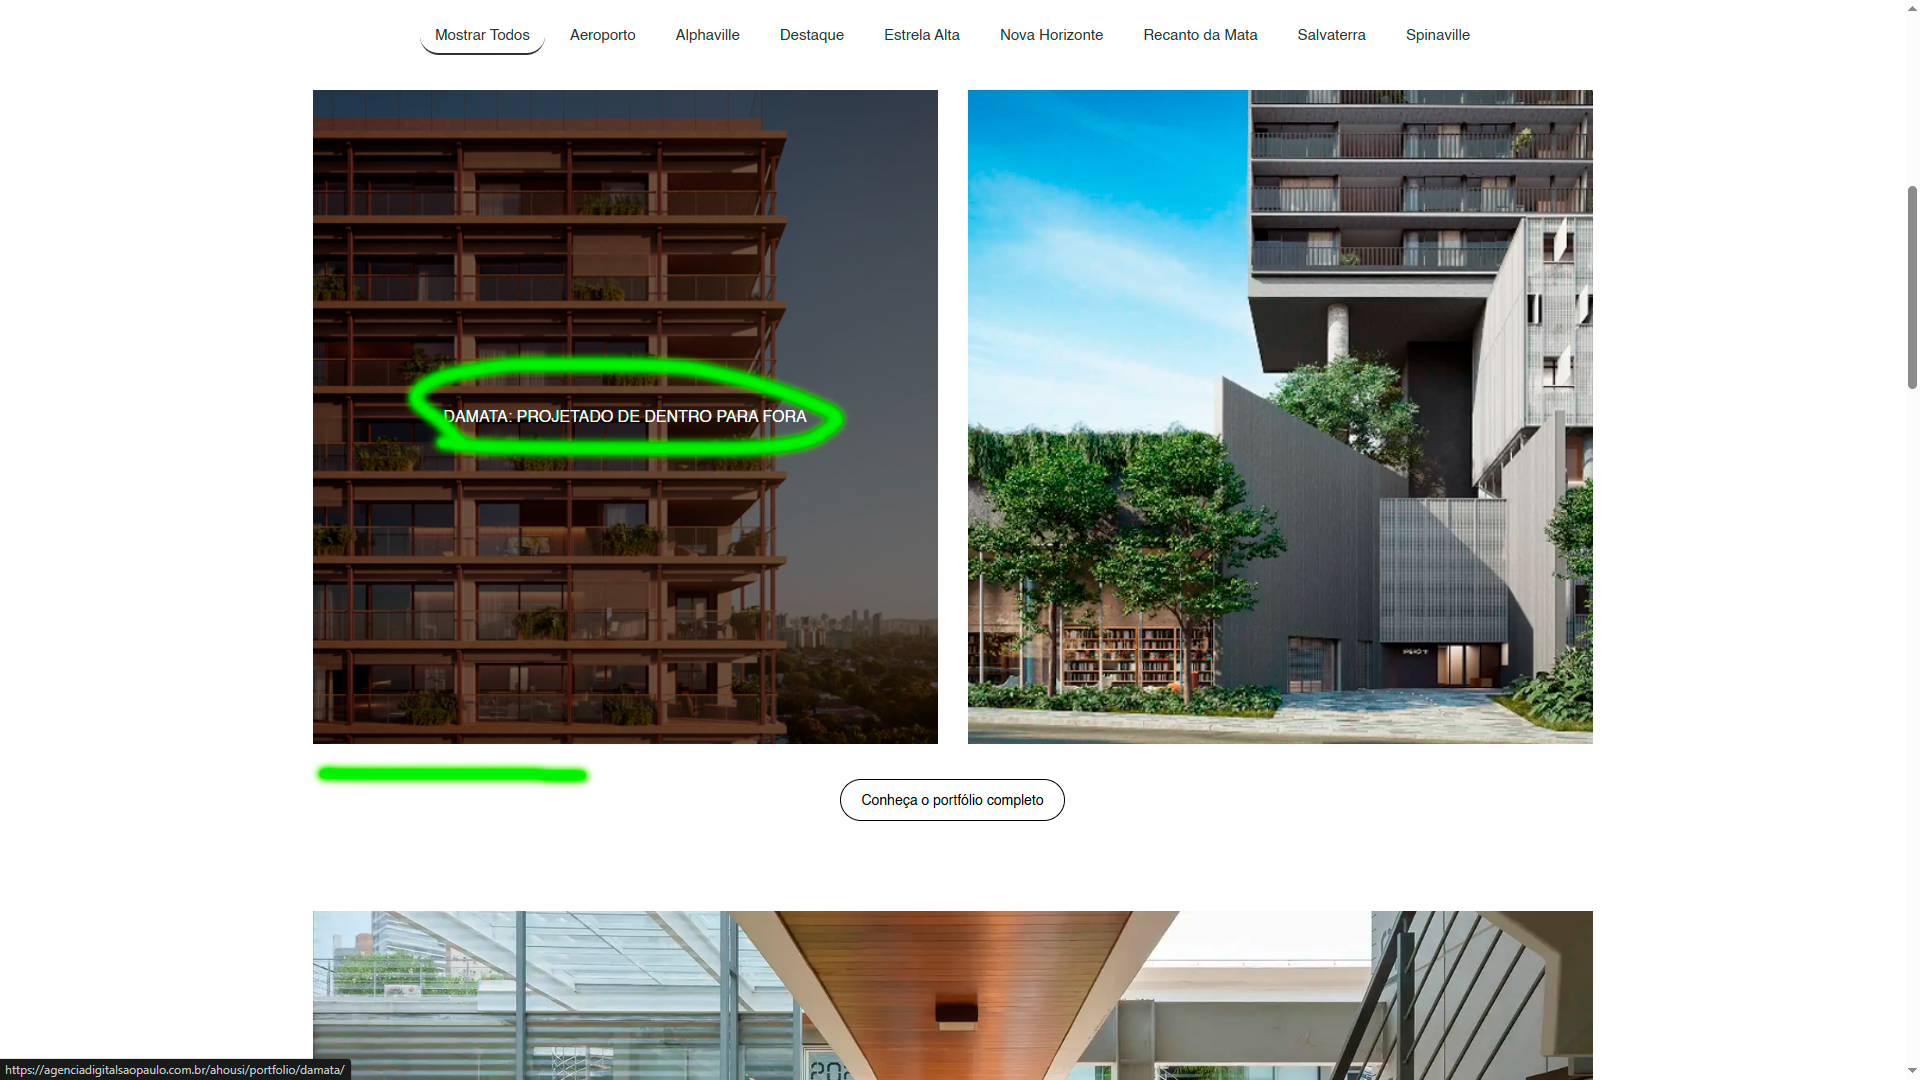 Mostrar Todos Aeroporto Alphaville Destaque Estrela Alta Nova Horizonte Recanto da Mata Salvaterra Spinaville
DAMATA: PROJETADO DE DENTRO PARA FORA
Conheça o portfólio completo
https://agenciadigitalsaopaulo.com.br/ahousi/portfolio/damata/